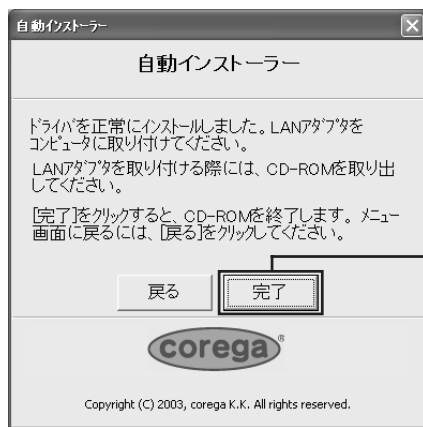 自動インストーラー
自動インストーラー
ドライバを正常にインストールしました。LANアダプタを
コンピュータに取り付けてください。
LANアダプタを取り付ける際には、CD-ROMを取り出
してください。
[完了]をクリックすると、CD-ROMを終了します。メニュー
画面に戻るには、[戻る]をクリックしてください。
戻る
完了
corega®
Copyright (C) 2003, corega K.K. All rights reserved.